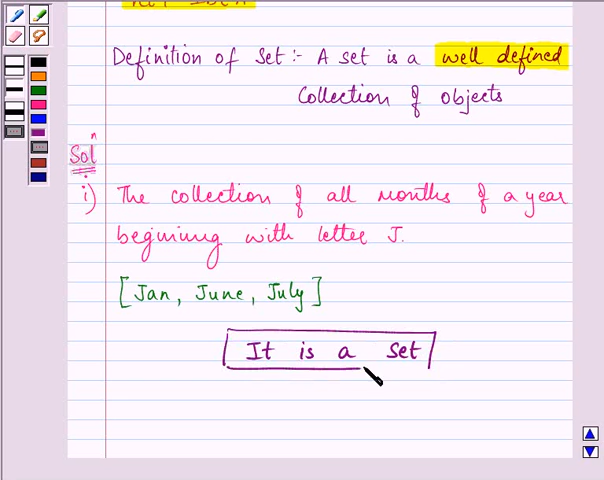 Definition of Set :- A set is a well defined
Collection of objects
Solⁿ
i) The collection of all months of a year
begining with letter J.
[Jan, June, July]
It is a set